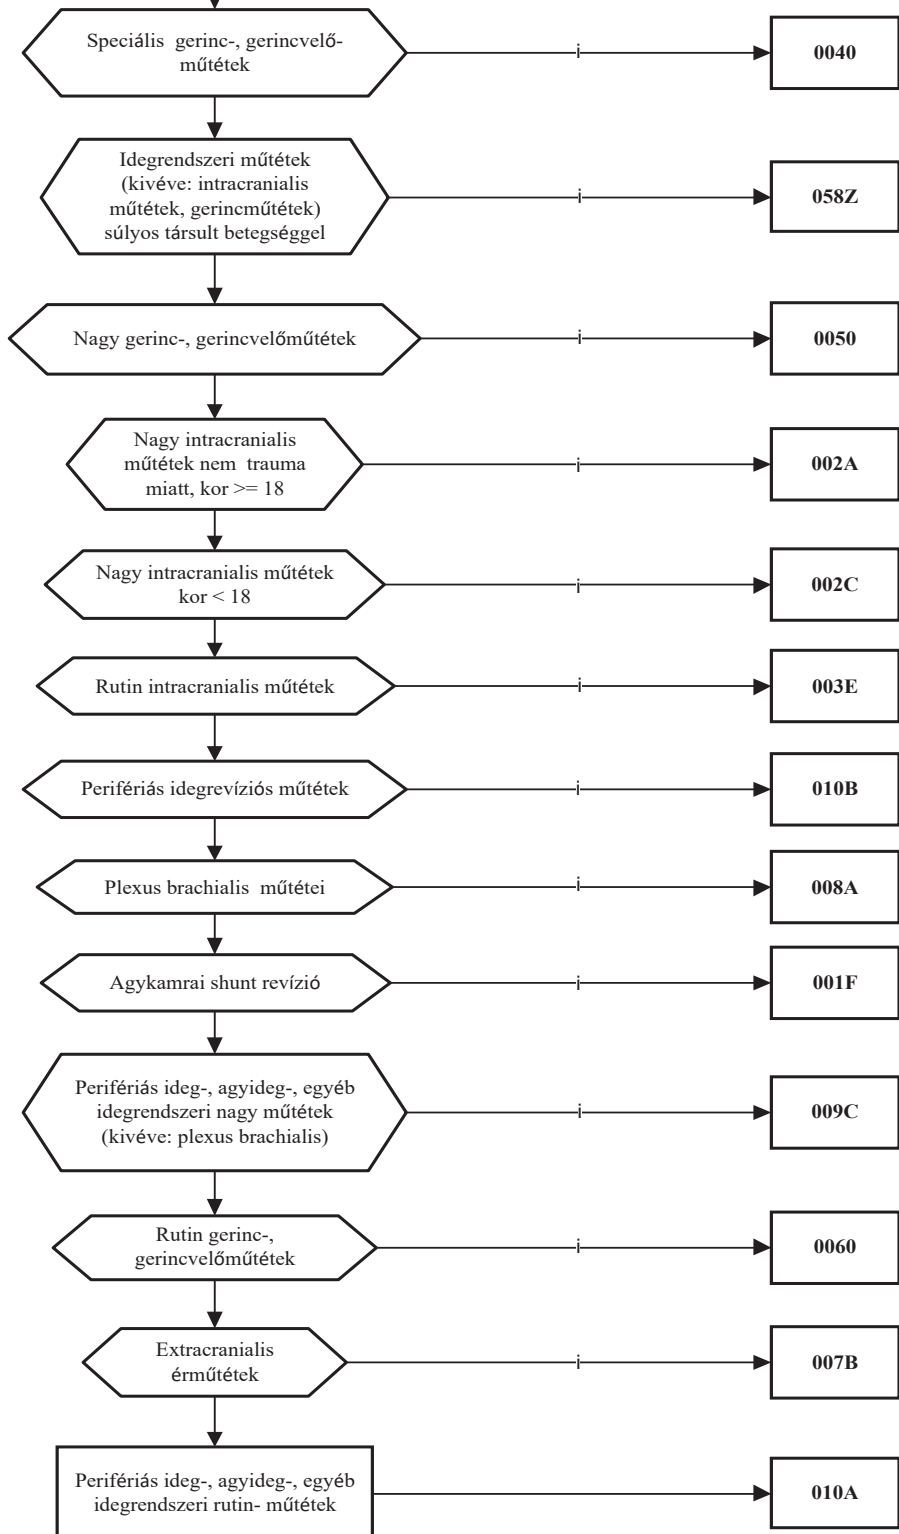 Speciális gerinc-, gerincvelő-
műtétek
i
0040
Idegrendszeri műtétek
(kivéve: intracranialis
műtétek, gerincműtétek)
súlyos társult betegséggel
i
058Z
Nagy gerinc-, gerincvelőműtétek
i
0050
Nagy intracranialis
műtétek nem trauma
miatt, kor >= 18
i
002A
Nagy intracranialis műtétek
kor < 18
i
002C
Rutin intracranialis műtétek
i
003E
Perifériás idegrevíziós műtétek
i
010B
Plexus brachialis műtétei
i
008A
Agykamrai shunt revízió
i
001F
Perifériás ideg-, agyideg-, egyéb
idegrendszeri nagy műtétek
(kivéve: plexus brachialis)
i
009C
Rutin gerinc-,
gerincvelőműtétek
i
0060
Extracranialis
érműtétek
i
007B
Perifériás ideg-, agyideg-, egyéb
idegrendszeri rutin- műtétek
010A